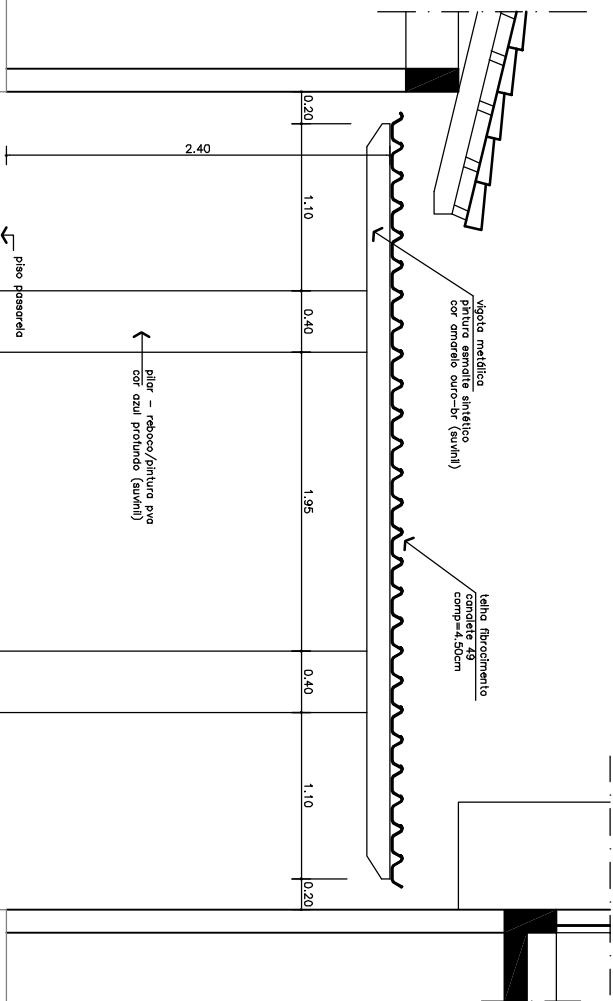 vigota metálica
pintura esmalte sintético
cor amarelo ouro-br (suvinil)
telha fibrocimento
canalete 49
comp=4.50cm
0.20
1.10
0.40
1.95
0.40
1.10
0.20
2.40
pilar - reboco/pintura pva
cor azul profundo (suvinil)
piso passarela